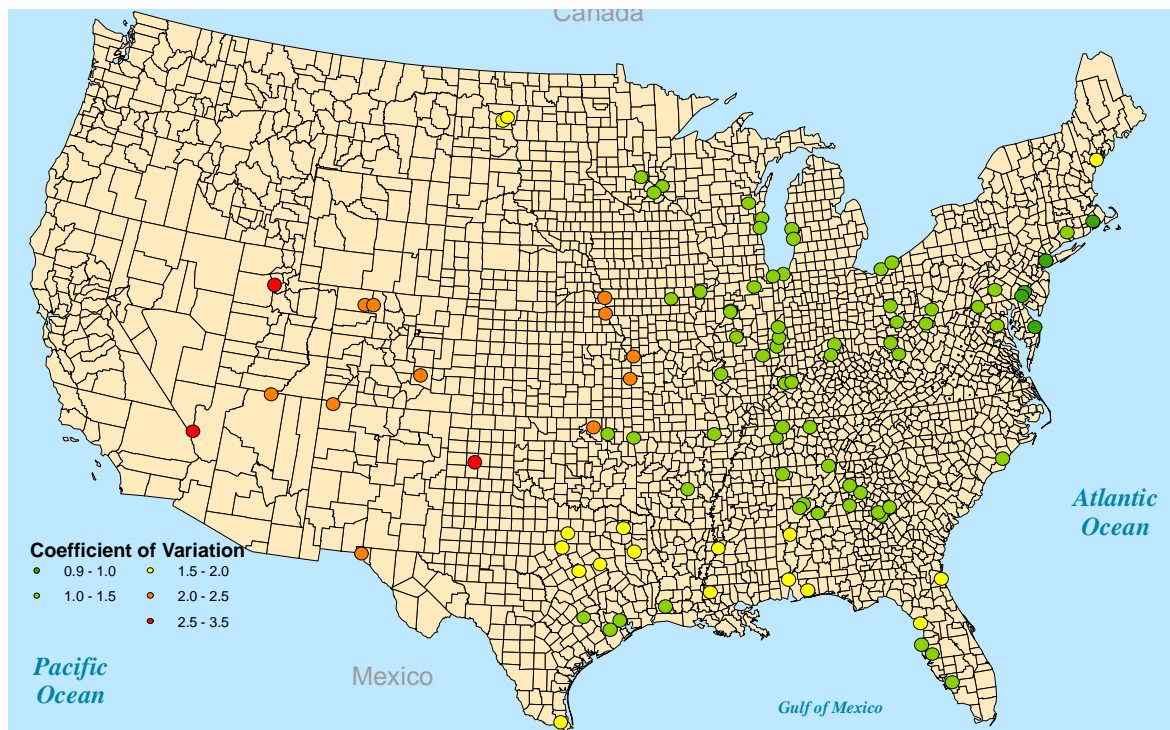 Canada
Atlantic
Ocean
Coefficient of Variation
0.9 - 1.0
1.5 - 2.0
1.0 - 1.5
2.0 - 2.5
2.5 - 3.5
Pacific
Ocean
Mexico
Gulf of Mexico